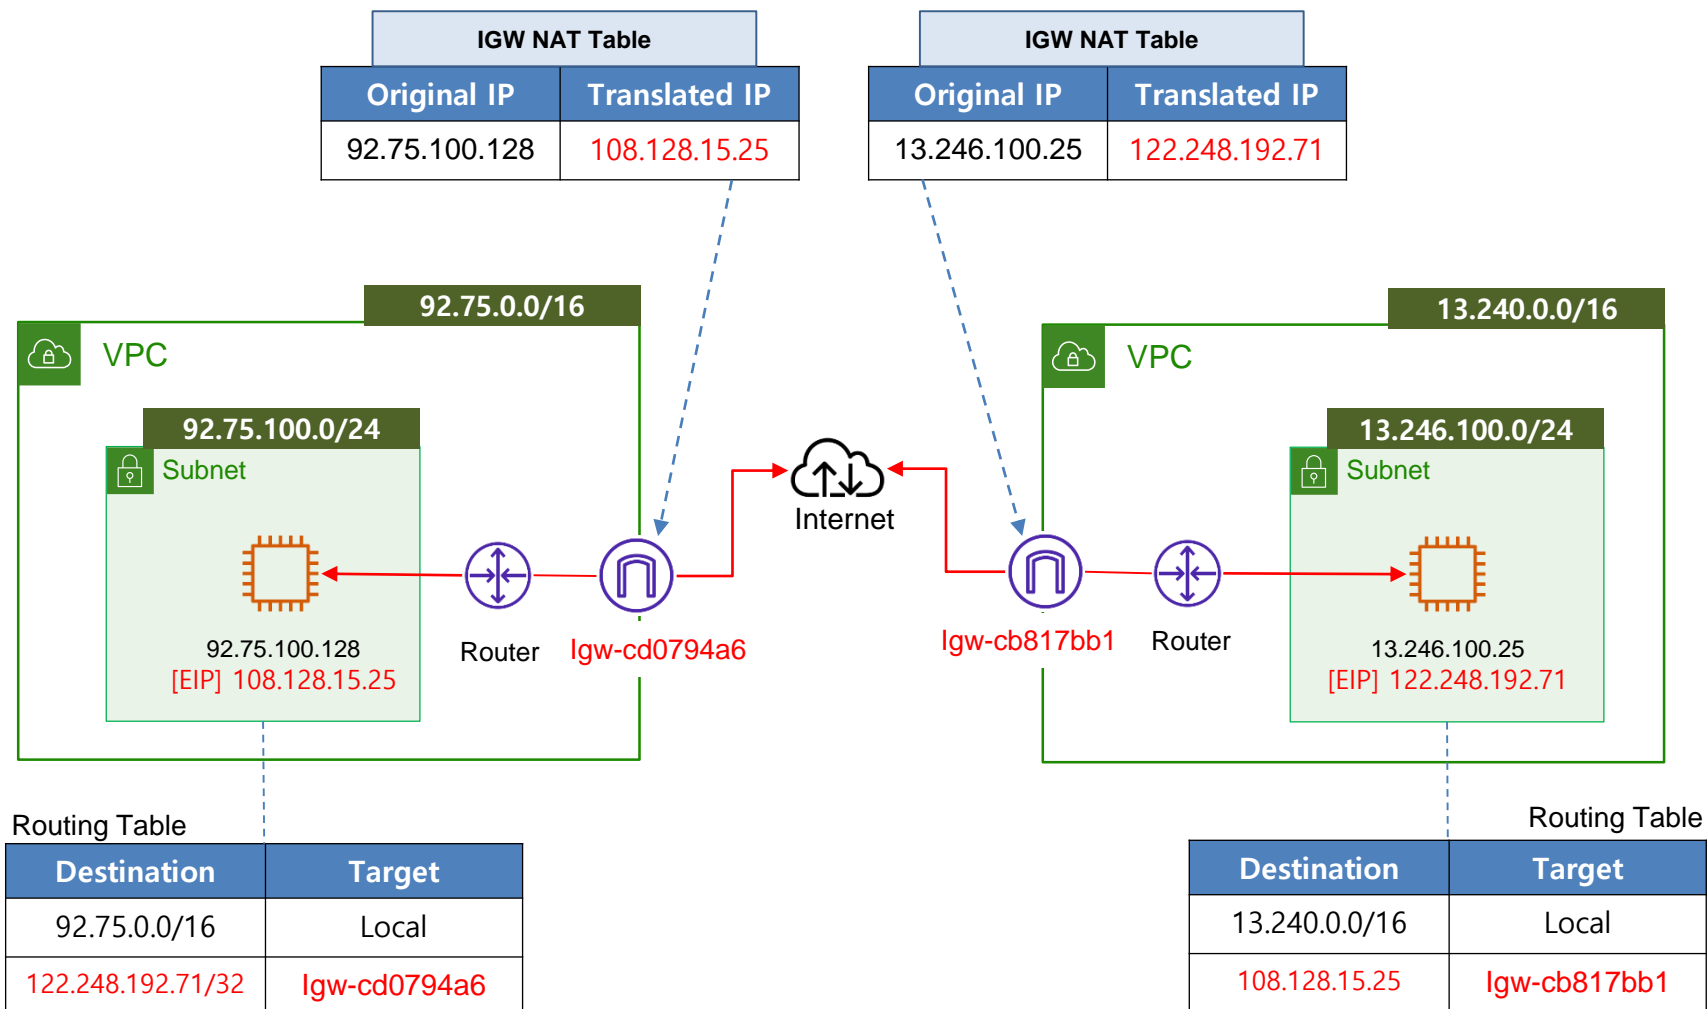 IGW NAT Table
Original IP Translated IP
92.75.100.128 108.128.15.25
IGW NAT Table
Original IP Translated IP
13.246.100.25 122.248.192.71
92.75.0.0/16
VPC
92.75.100.0/24
Subnet
92.75.100.128
[EIP] 108.128.15.25
Router
Igw-cd0794a6
Internet
13.240.0.0/16
VPC
13.246.100.0/24
Subnet
Igw-cb817bb1
Router
13.246.100.25
[EIP] 122.248.192.71
Routing Table
Destination Target
92.75.0.0/16 Local
122.248.192.71/32 Igw-cd0794a6
Routing Table
Destination Target
13.240.0.0/16 Local
108.128.15.25 Igw-cb817bb1